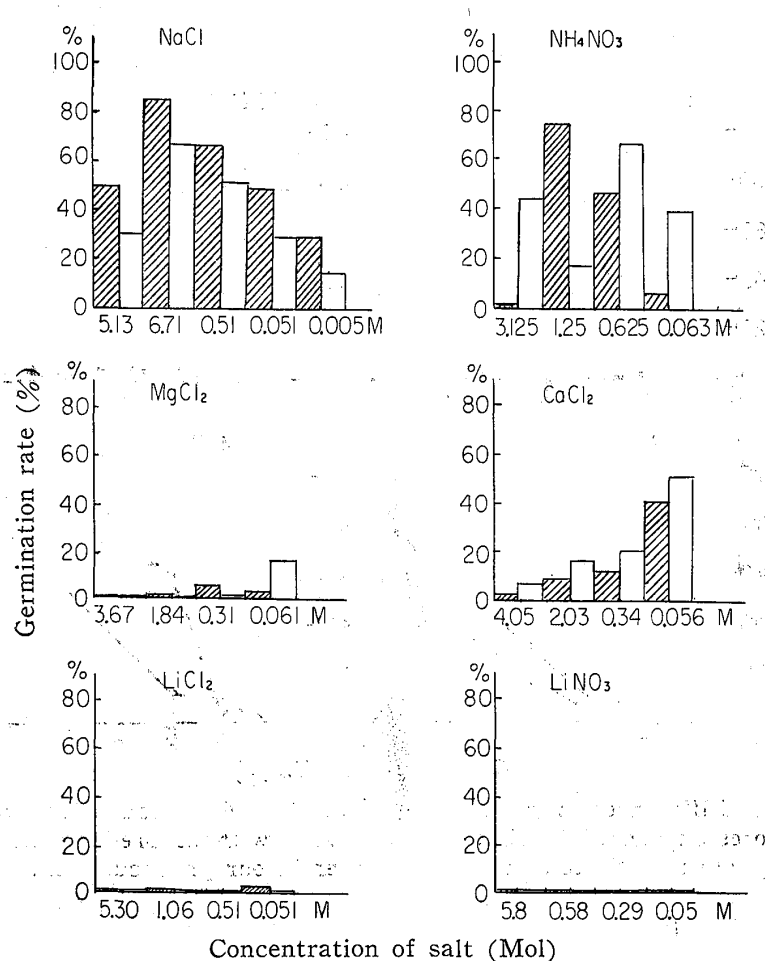 NaCl
%
100
80
60
40
20
0
5.13 6.71 0.51 0.051 0.005M
NH₄NO₃
%
100
80
60
40
20
0
3.125 1.25 0.625 0.063 M
Germination rate (%)
MgCl₂
%
80
60
40
20
0
3.67 1.84 0.31 0.061 M
CaCl₂
%
80
60
40
20
0
4.05 2.03 0.34 0.056 M
LiCl₂
%
80
60
40
20
0
5.30 1.06 0.51 0.051 M
LiNO₃
%
80
60
40
20
0
5.8 0.58 0.29 0.05 M
Concentration of salt (Mol)